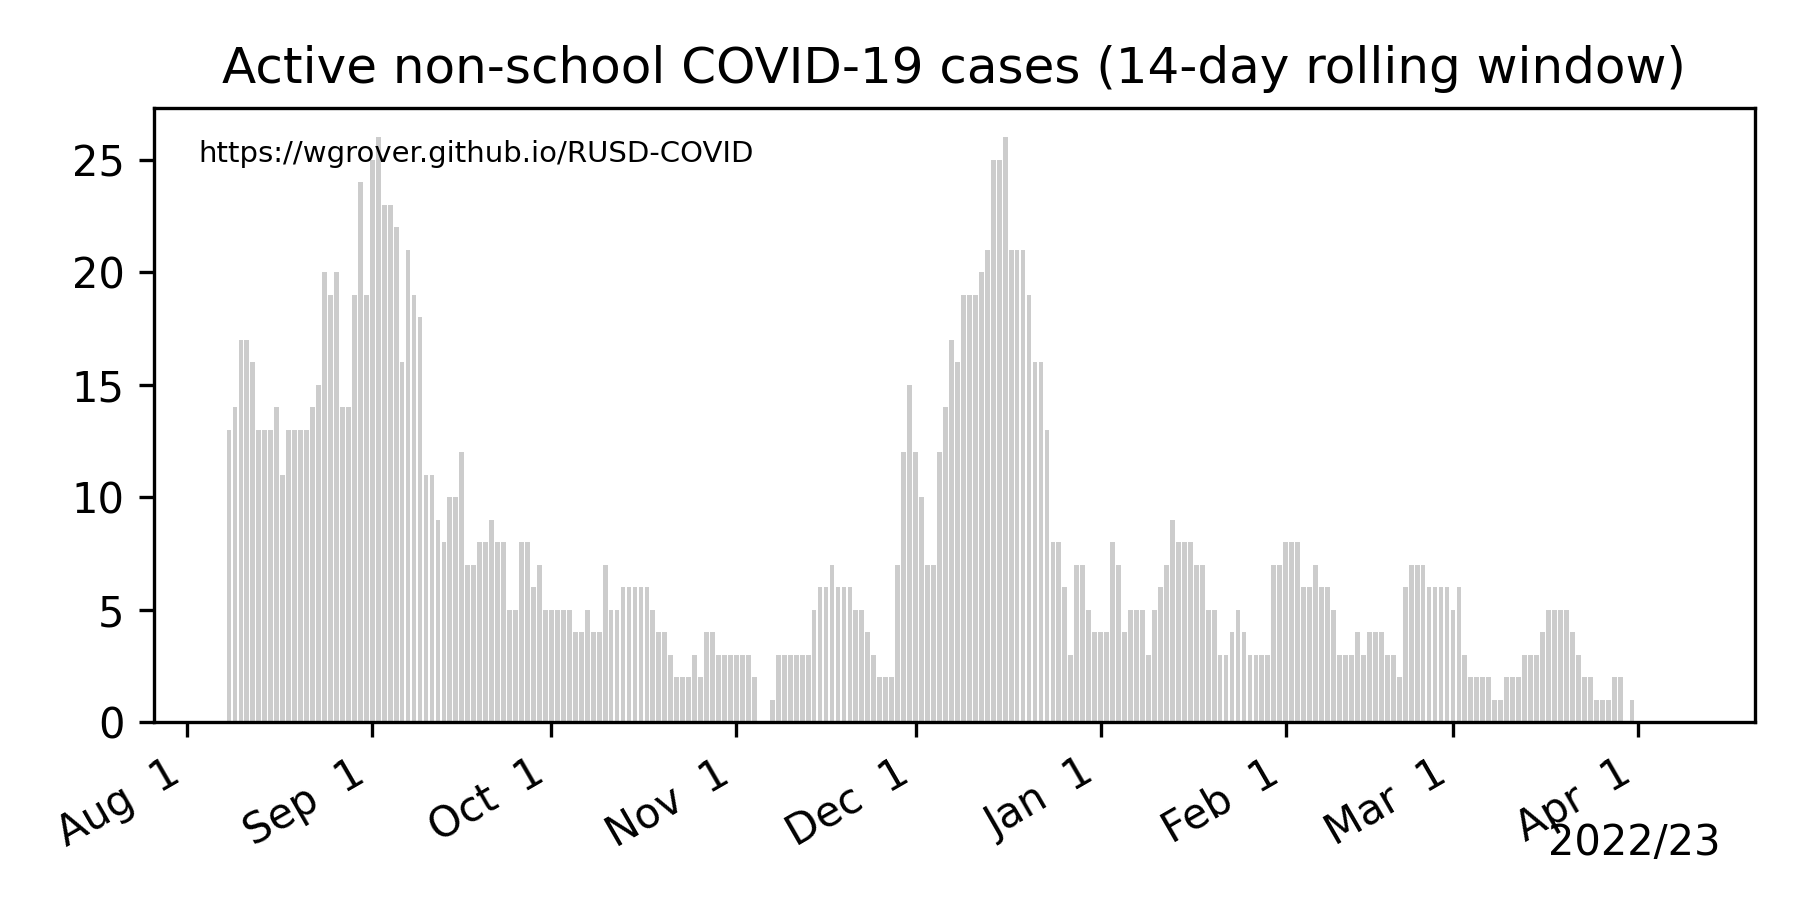 Active non-school COVID-19 cases (14-day rolling window)
https://wgrover.github.io/RUSD-COVID
25
20
15
10
5
0
Aug 1
Sep 1
Oct 1
Nov 1
Dec 1
Jan 1
Feb 1
Mar 1
Apr 1
2022/23